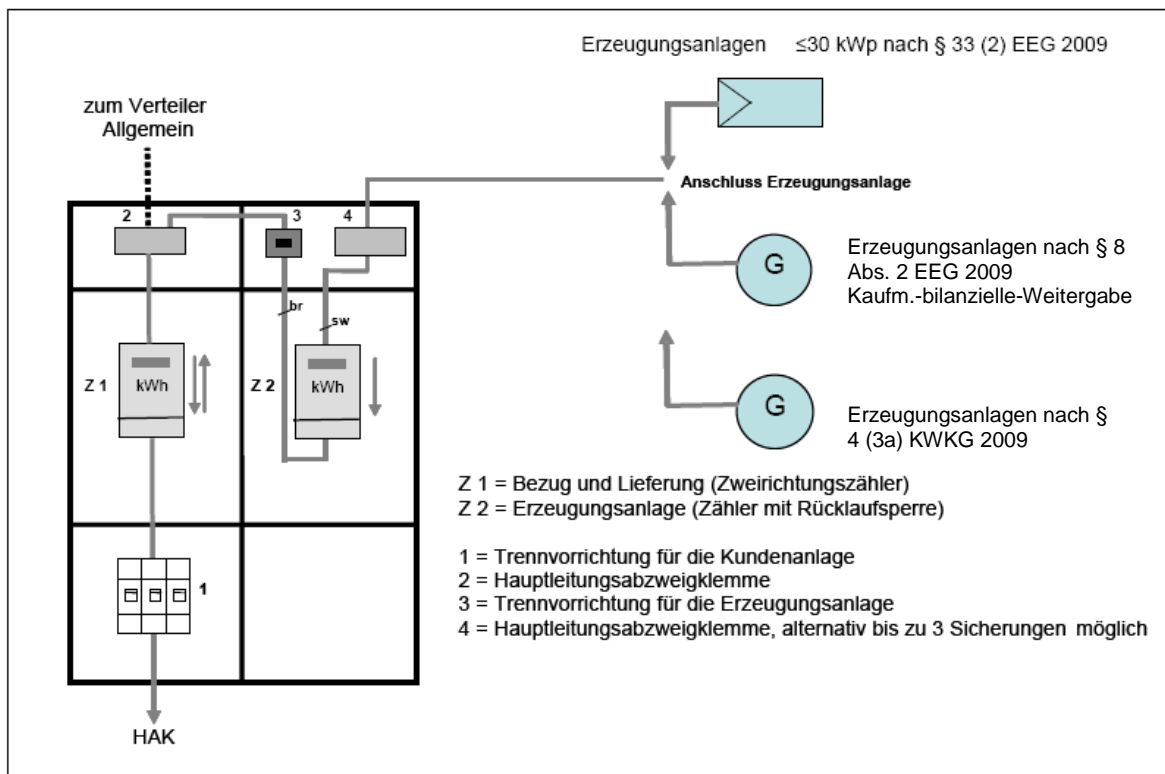 Erzeugungsanlagen ≤30 kWp nach § 33 (2) EEG 2009
zum Verteiler
Allgemein
Anschluss Erzeugungsanlage
2
3
4
br
sw
Erzeugungsanlagen nach § 8
Abs. 2 EEG 2009
Kaufm.-bilanzielle-Weitergabe
G
Z 1
kWh
Z 2
kWh
G
Erzeugungsanlagen nach §
4 (3a) KWKG 2009
Z 1 = Bezug und Lieferung (Zweirichtungszähler)
Z 2 = Erzeugungsanlage (Zähler mit Rücklaufsperre)
1
1 = Trennvorrichtung für die Kundenanlage
2 = Hauptleitungsabzweigklemme
3 = Trennvorrichtung für die Erzeugungsanlage
4 = Hauptleitungsabzweigklemme, alternativ bis zu 3 Sicherungen möglich
HAK